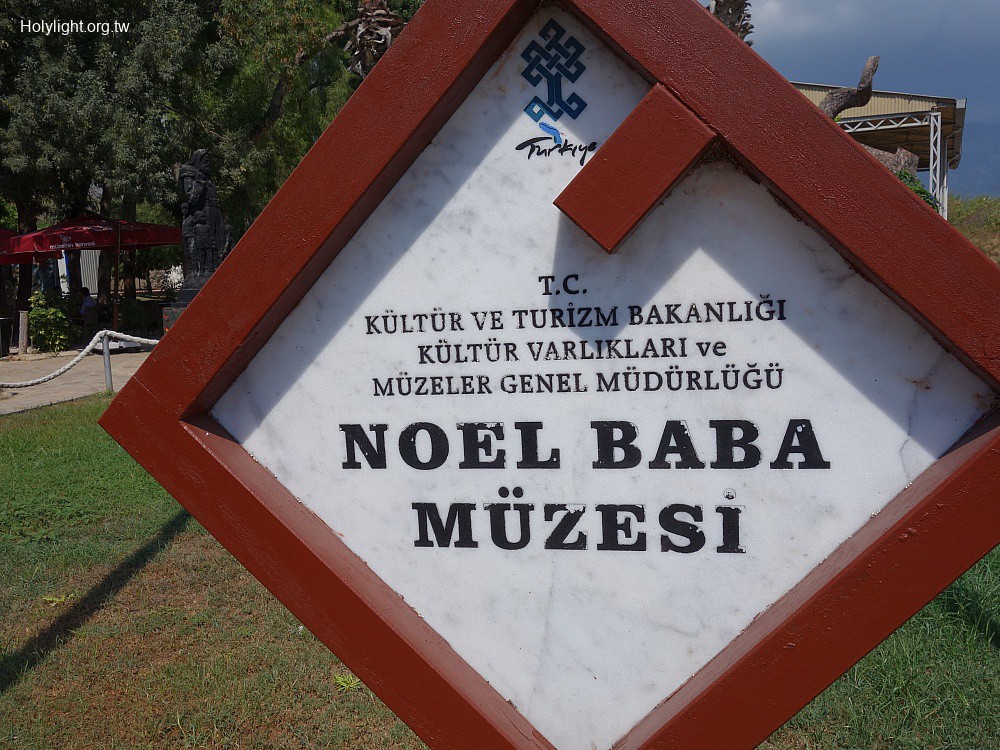 Holylight.org.tw
Türkiye
T.C.
KÜLTÜR VE TURİZM BAKANLIĞI
KÜLTÜR VARLIKLARI ve
MÜZELER GENEL MÜDÜRLÜĞÜ
NOEL BABA
MÜZESİ